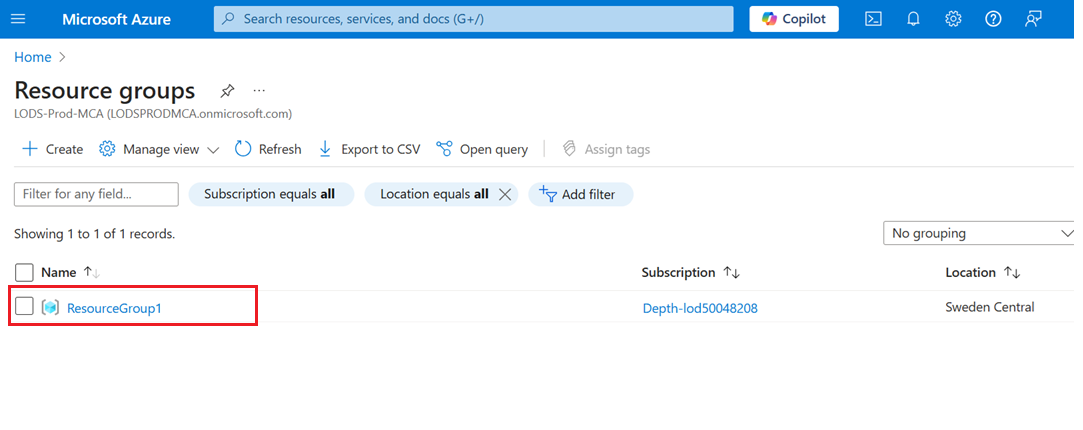 Microsoft Azure Search resources, services, and docs (G+/) Copilot
Home
Resource groups ...
LODS-Prod-MCA (LODSPRODMCA.onmicrosoft.com)
Create Manage view Refresh Export to CSV Open query Assign tags
Filter for any field... Subscription equals all Location equals all Add filter
Showing 1 to 1 of 1 records. No grouping
Name Subscription Location
ResourceGroup1 Depth-lod50048208 Sweden Central